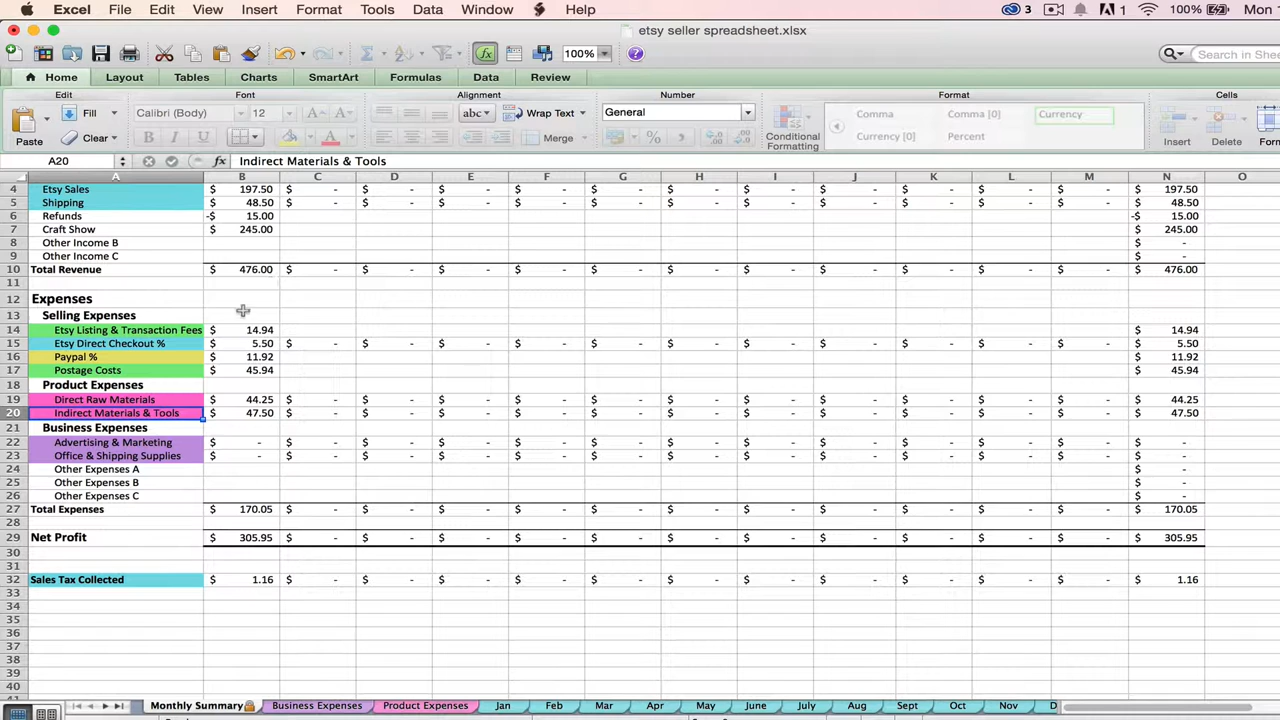 Excel File Edit View Insert Format Tools Data Window Help 3 1 100% Mon
etsy seller spreadsheet.xlsx
100% Search in Shee
Home Layout Tables Charts SmartArt Formulas Data Review
Edit Font Alignment Number Format Cells
Fill Calibri (Body) 12 abc Wrap Text General Comma Comma [0] Currency
Paste Clear B I U Merge % Conditional Formatting Currency [0] Percent Insert Delete Form
A20 fx Indirect Materials & Tools
A B C D E F G H I J K L M N O
4 Etsy Sales $ 197.50 $ - $ - $ - $ - $ - $ - $ - $ - $ - $ - $ - $ 197.50
5 Shipping $ 48.50 $ - $ - $ - $ - $ - $ - $ - $ - $ - $ - $ - $ 48.50
6 Refunds -$ 15.00 -$ 15.00
7 Craft Show $ 245.00 $ 245.00
8 Other Income B $ -
9 Other Income C $ -
10 Total Revenue $ 476.00 $ - $ - $ - $ - $ - $ - $ - $ - $ - $ - $ - $ 476.00
11
12 Expenses
13 Selling Expenses
14 Etsy Listing & Transaction Fees $ 14.94 $ 14.94
15 Etsy Direct Checkout % $ 5.50 $ - $ - $ - $ - $ - $ - $ - $ - $ - $ - $ - $ 5.50
16 Paypal % $ 11.92 $ 11.92
17 Postage Costs $ 45.94 $ 45.94
18 Product Expenses
19 Direct Raw Materials $ 44.25 $ - $ - $ - $ - $ - $ - $ - $ - $ - $ - $ - $ 44.25
20 Indirect Materials & Tools $ 47.50 $ - $ - $ - $ - $ - $ - $ - $ - $ - $ - $ - $ 47.50
21 Business Expenses
22 Advertising & Marketing $ - $ - $ - $ - $ - $ - $ - $ - $ - $ - $ - $ - $ -
23 Office & Shipping Supplies $ - $ - $ - $ - $ - $ - $ - $ - $ - $ - $ - $ - $ -
24 Other Expenses A $ -
25 Other Expenses B $ -
26 Other Expenses C $ -
27 Total Expenses $ 170.05 $ - $ - $ - $ - $ - $ - $ - $ - $ - $ - $ - $ 170.05
28
29 Net Profit $ 305.95 $ - $ - $ - $ - $ - $ - $ - $ - $ - $ - $ - $ 305.95
30
31
32 Sales Tax Collected $ 1.16 $ - $ - $ - $ - $ - $ - $ - $ - $ - $ - $ - $ 1.16
33
34
35
36
37
38
39
40
Monthly Summary Business Expenses Product Expenses Jan Feb Mar Apr May June July Aug Sept Oct Nov D